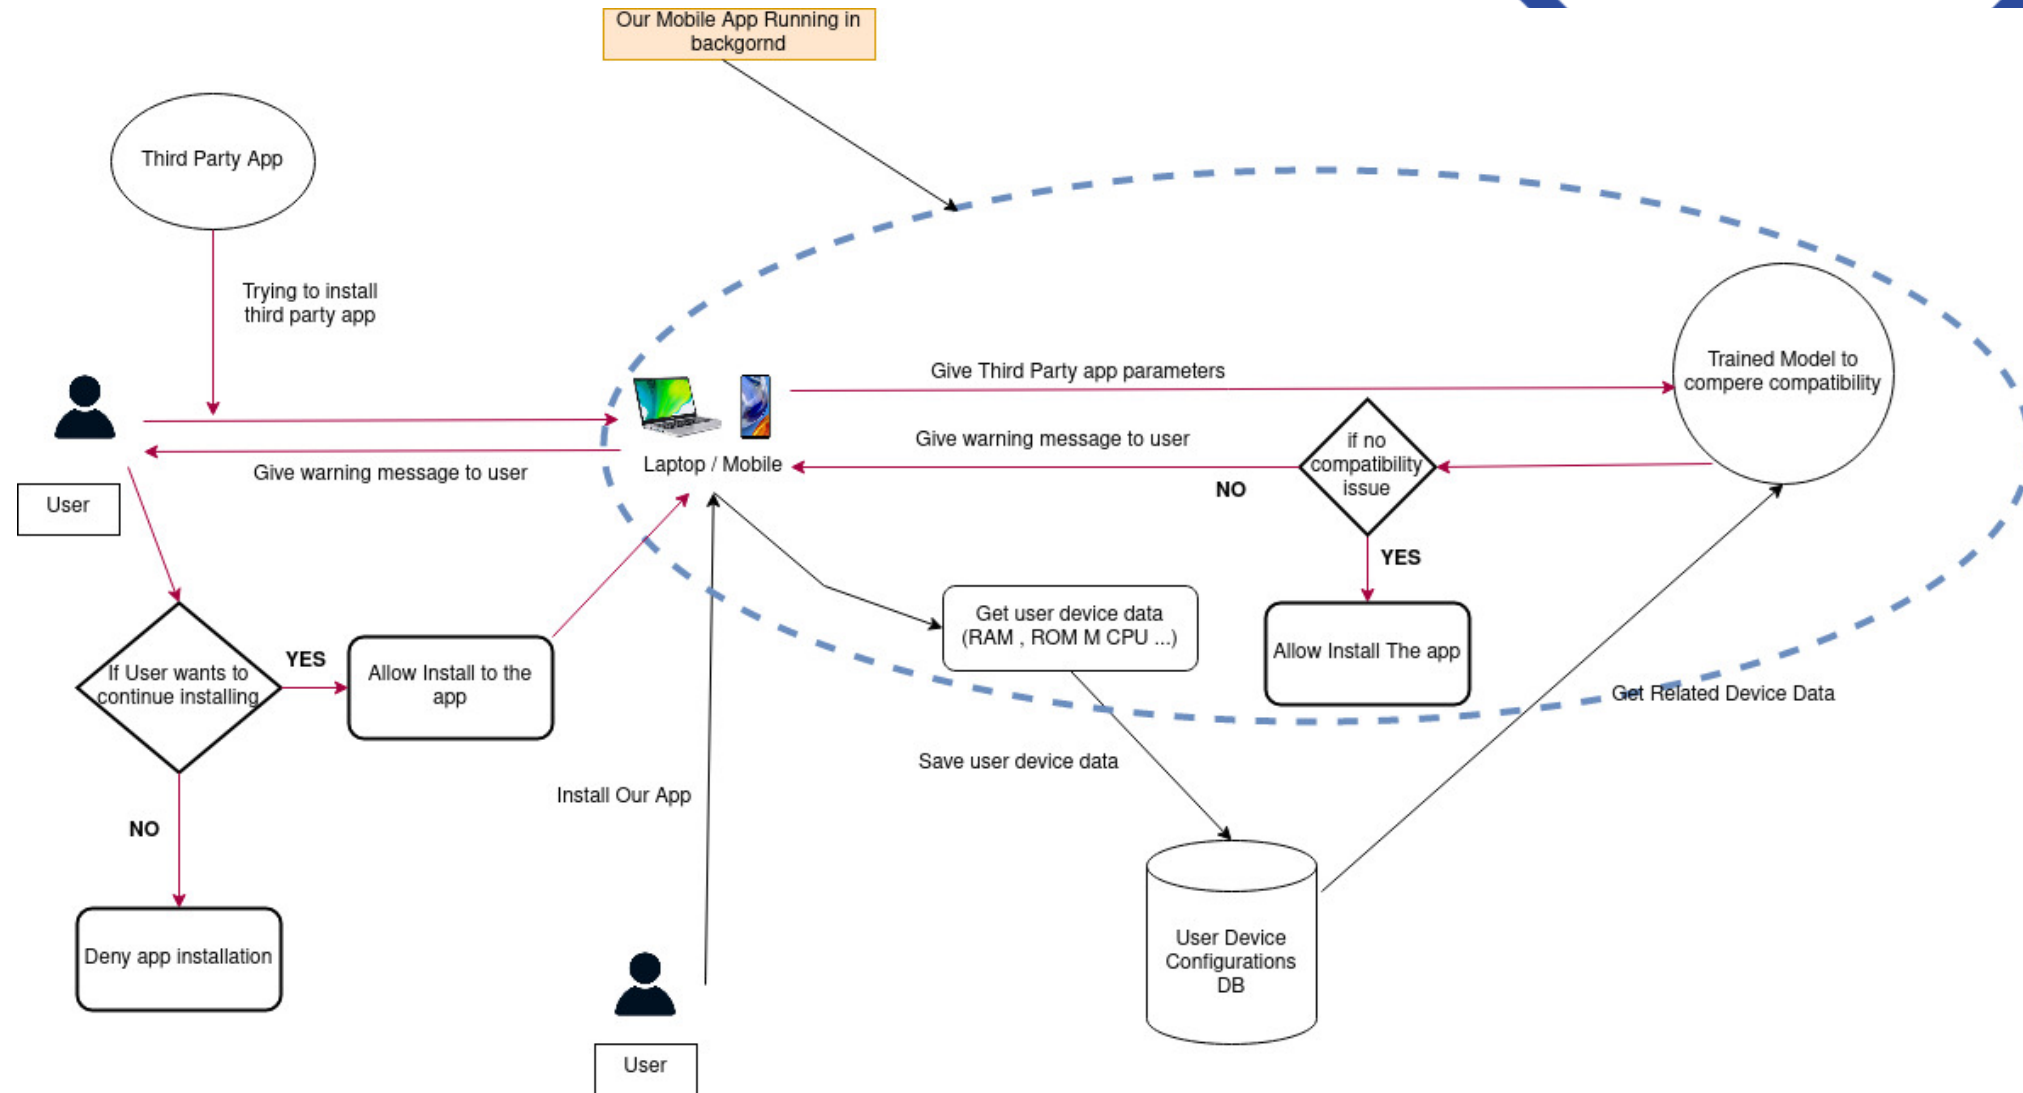 Our Mobile App Running in
backgornd
Third Party App
Trying to install
third party app
Give Third Party app parameters
Trained Model to
compere compatibility
Give warning message to user
if no
compatibility
issue
Laptop / Mobile
Give warning message to user
NO
User
YES
Get user device data
(RAM , ROM M CPU ...)
Allow Install The app
If User wants to
continue installing
YES
Allow Install to the
app
Get Related Device Data
Save user device data
Install Our App
NO
Deny app installation
User Device
Configurations
DB
User